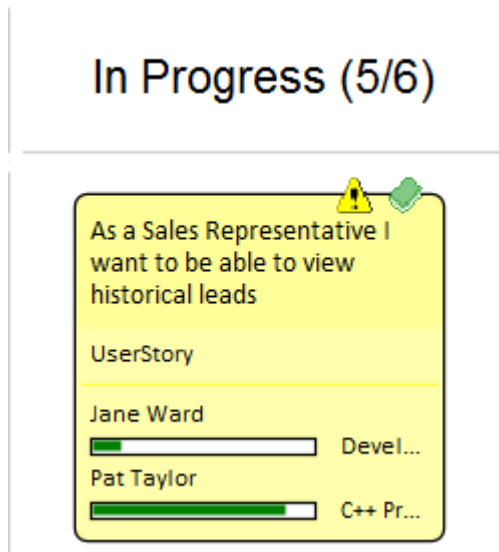 In Progress (5/6)
As a Sales Representative I
want to be able to view
historical leads
UserStory
Jane Ward
Devel...
Pat Taylor
C++ Pr...